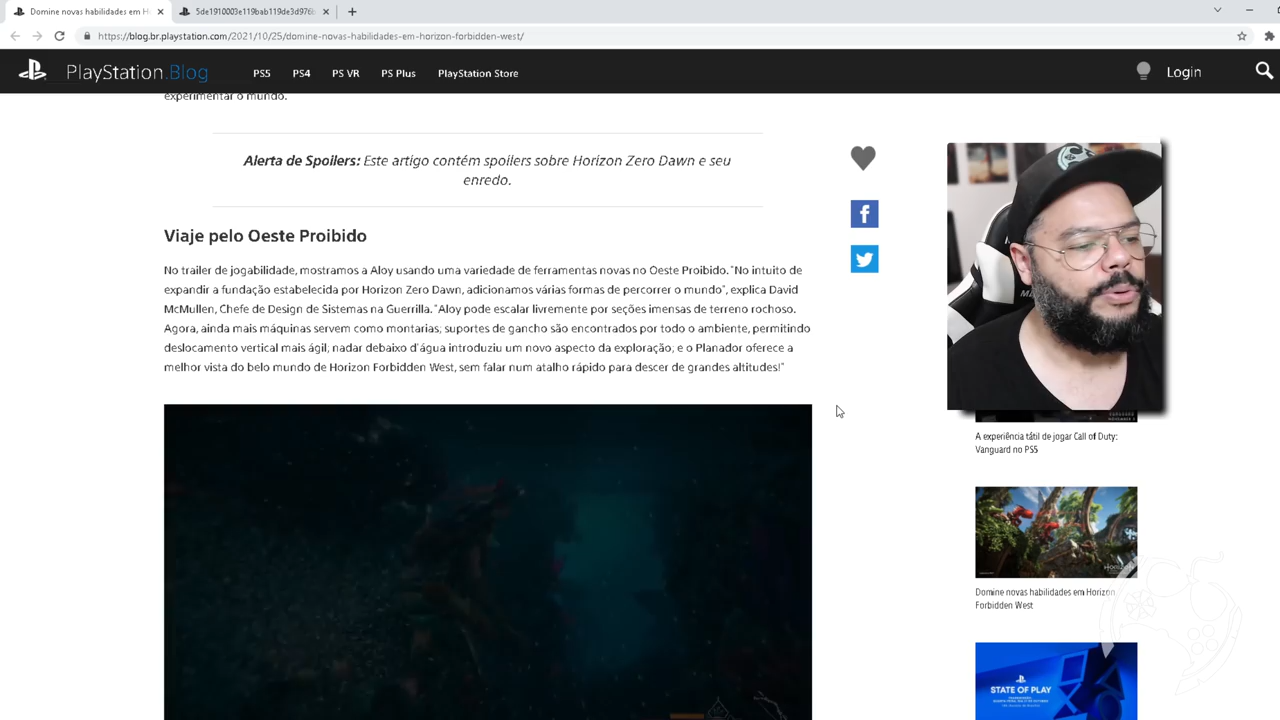 Domine novas habilidades em H
5de1910003e119bab119de3d976b
https://blog.br.playstation.com/2021/10/25/domine-novas-habilidades-em-horizon-forbidden-west/
PlayStation.Blog
PS5
PS4
PS VR
PS Plus
PlayStation Store
Login
experimentar o mundo.
Alerta de Spoilers: Este artigo contém spoilers sobre Horizon Zero Dawn e seu
enredo.
Viaje pelo Oeste Proibido
No trailer de jogabilidade, mostramos a Aloy usando uma variedade de ferramentas novas no Oeste Proibido. "No intuito de
expandir a fundação estabelecida por Horizon Zero Dawn, adicionamos várias formas de percorrer o mundo", explica David
McMullen, Chefe de Design de Sistemas na Guerrilla. "Aloy pode escalar livremente por seções imensas de terreno rochoso.
Agora, ainda mais máquinas servem como montarias; suportes de gancho são encontrados por todo o ambiente, permitindo
deslocamento vertical mais ágil; nadar debaixo d'água introduziu um novo aspecto da exploração; e o Planador oferece a
melhor vista do belo mundo de Horizon Forbidden West, sem falar num atalho rápido para descer de grandes altitudes!"
A experiência tátil de jogar Call of Duty:
Vanguard no PS5
HORIZON
Domine novas habilidades em Horizon
Forbidden West
STATE OF PLAY